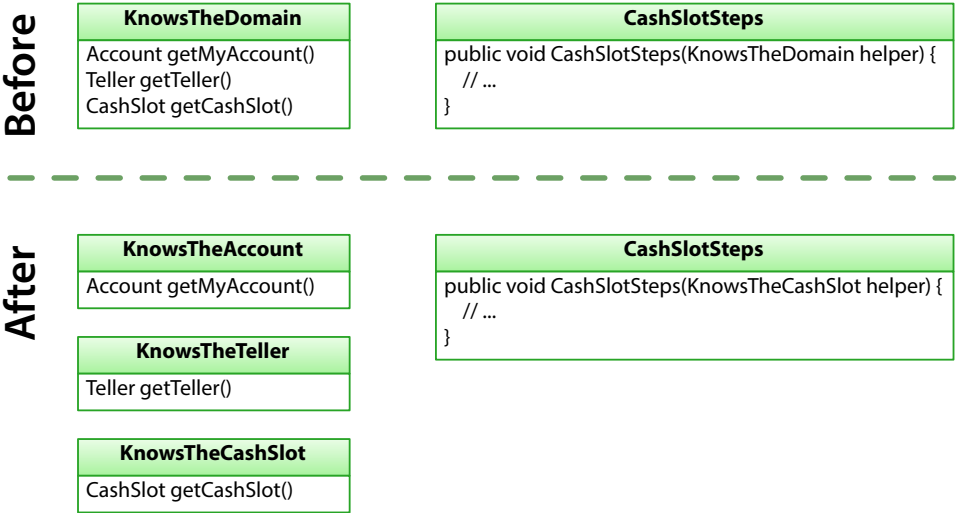 Before
KnowsTheDomain
Account getMyAccount()
Teller getTeller()
CashSlot getCashSlot()
CashSlotSteps
public void CashSlotSteps(KnowsTheDomain helper) {
// ...
}
After
KnowsTheAccount
Account getMyAccount()
KnowsTheTeller
Teller getTeller()
KnowsTheCashSlot
CashSlot getCashSlot()
CashSlotSteps
public void CashSlotSteps(KnowsTheCashSlot helper) {
// ...
}